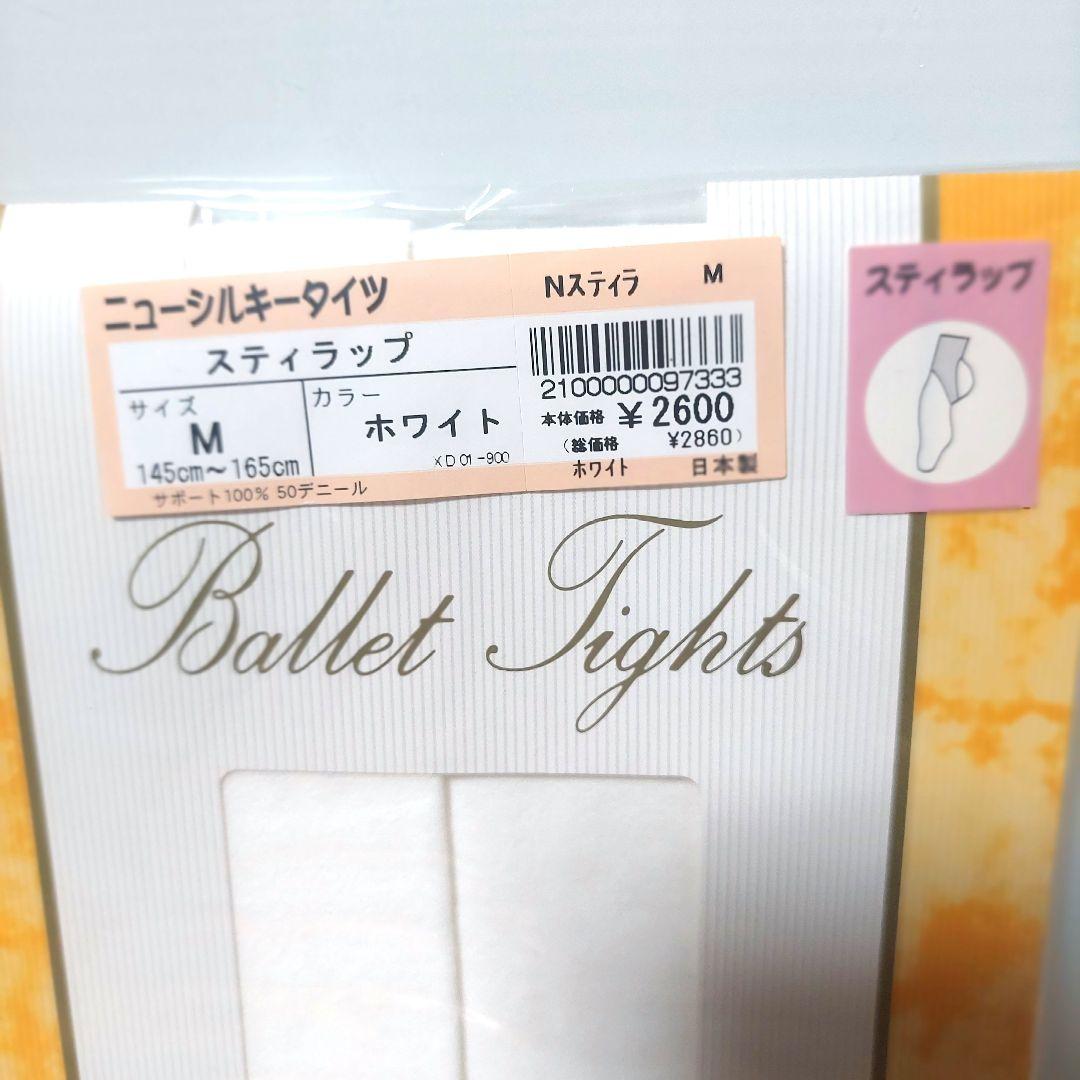 ニューシルキータイツ
スティラップ
サイズ
M
145cm〜165cm
カラー
ホワイト
XD01-900
サポート100% 50デニール
Nスティラ M
2100000097333
本体価格 ¥2600
(総価格 ¥2860)
ホワイト 日本製
スティラップ
Ballet Tights